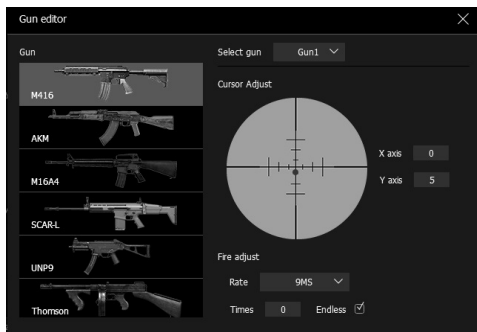 Gun editor
Gun
M416
AKM
M16A4
SCAR-L
UNP9
Thomson
Select gun Gun1
Cursor Adjust
X axis 0
Y axis 5
Fire adjust
Rate 9MS
Times 0 Endless